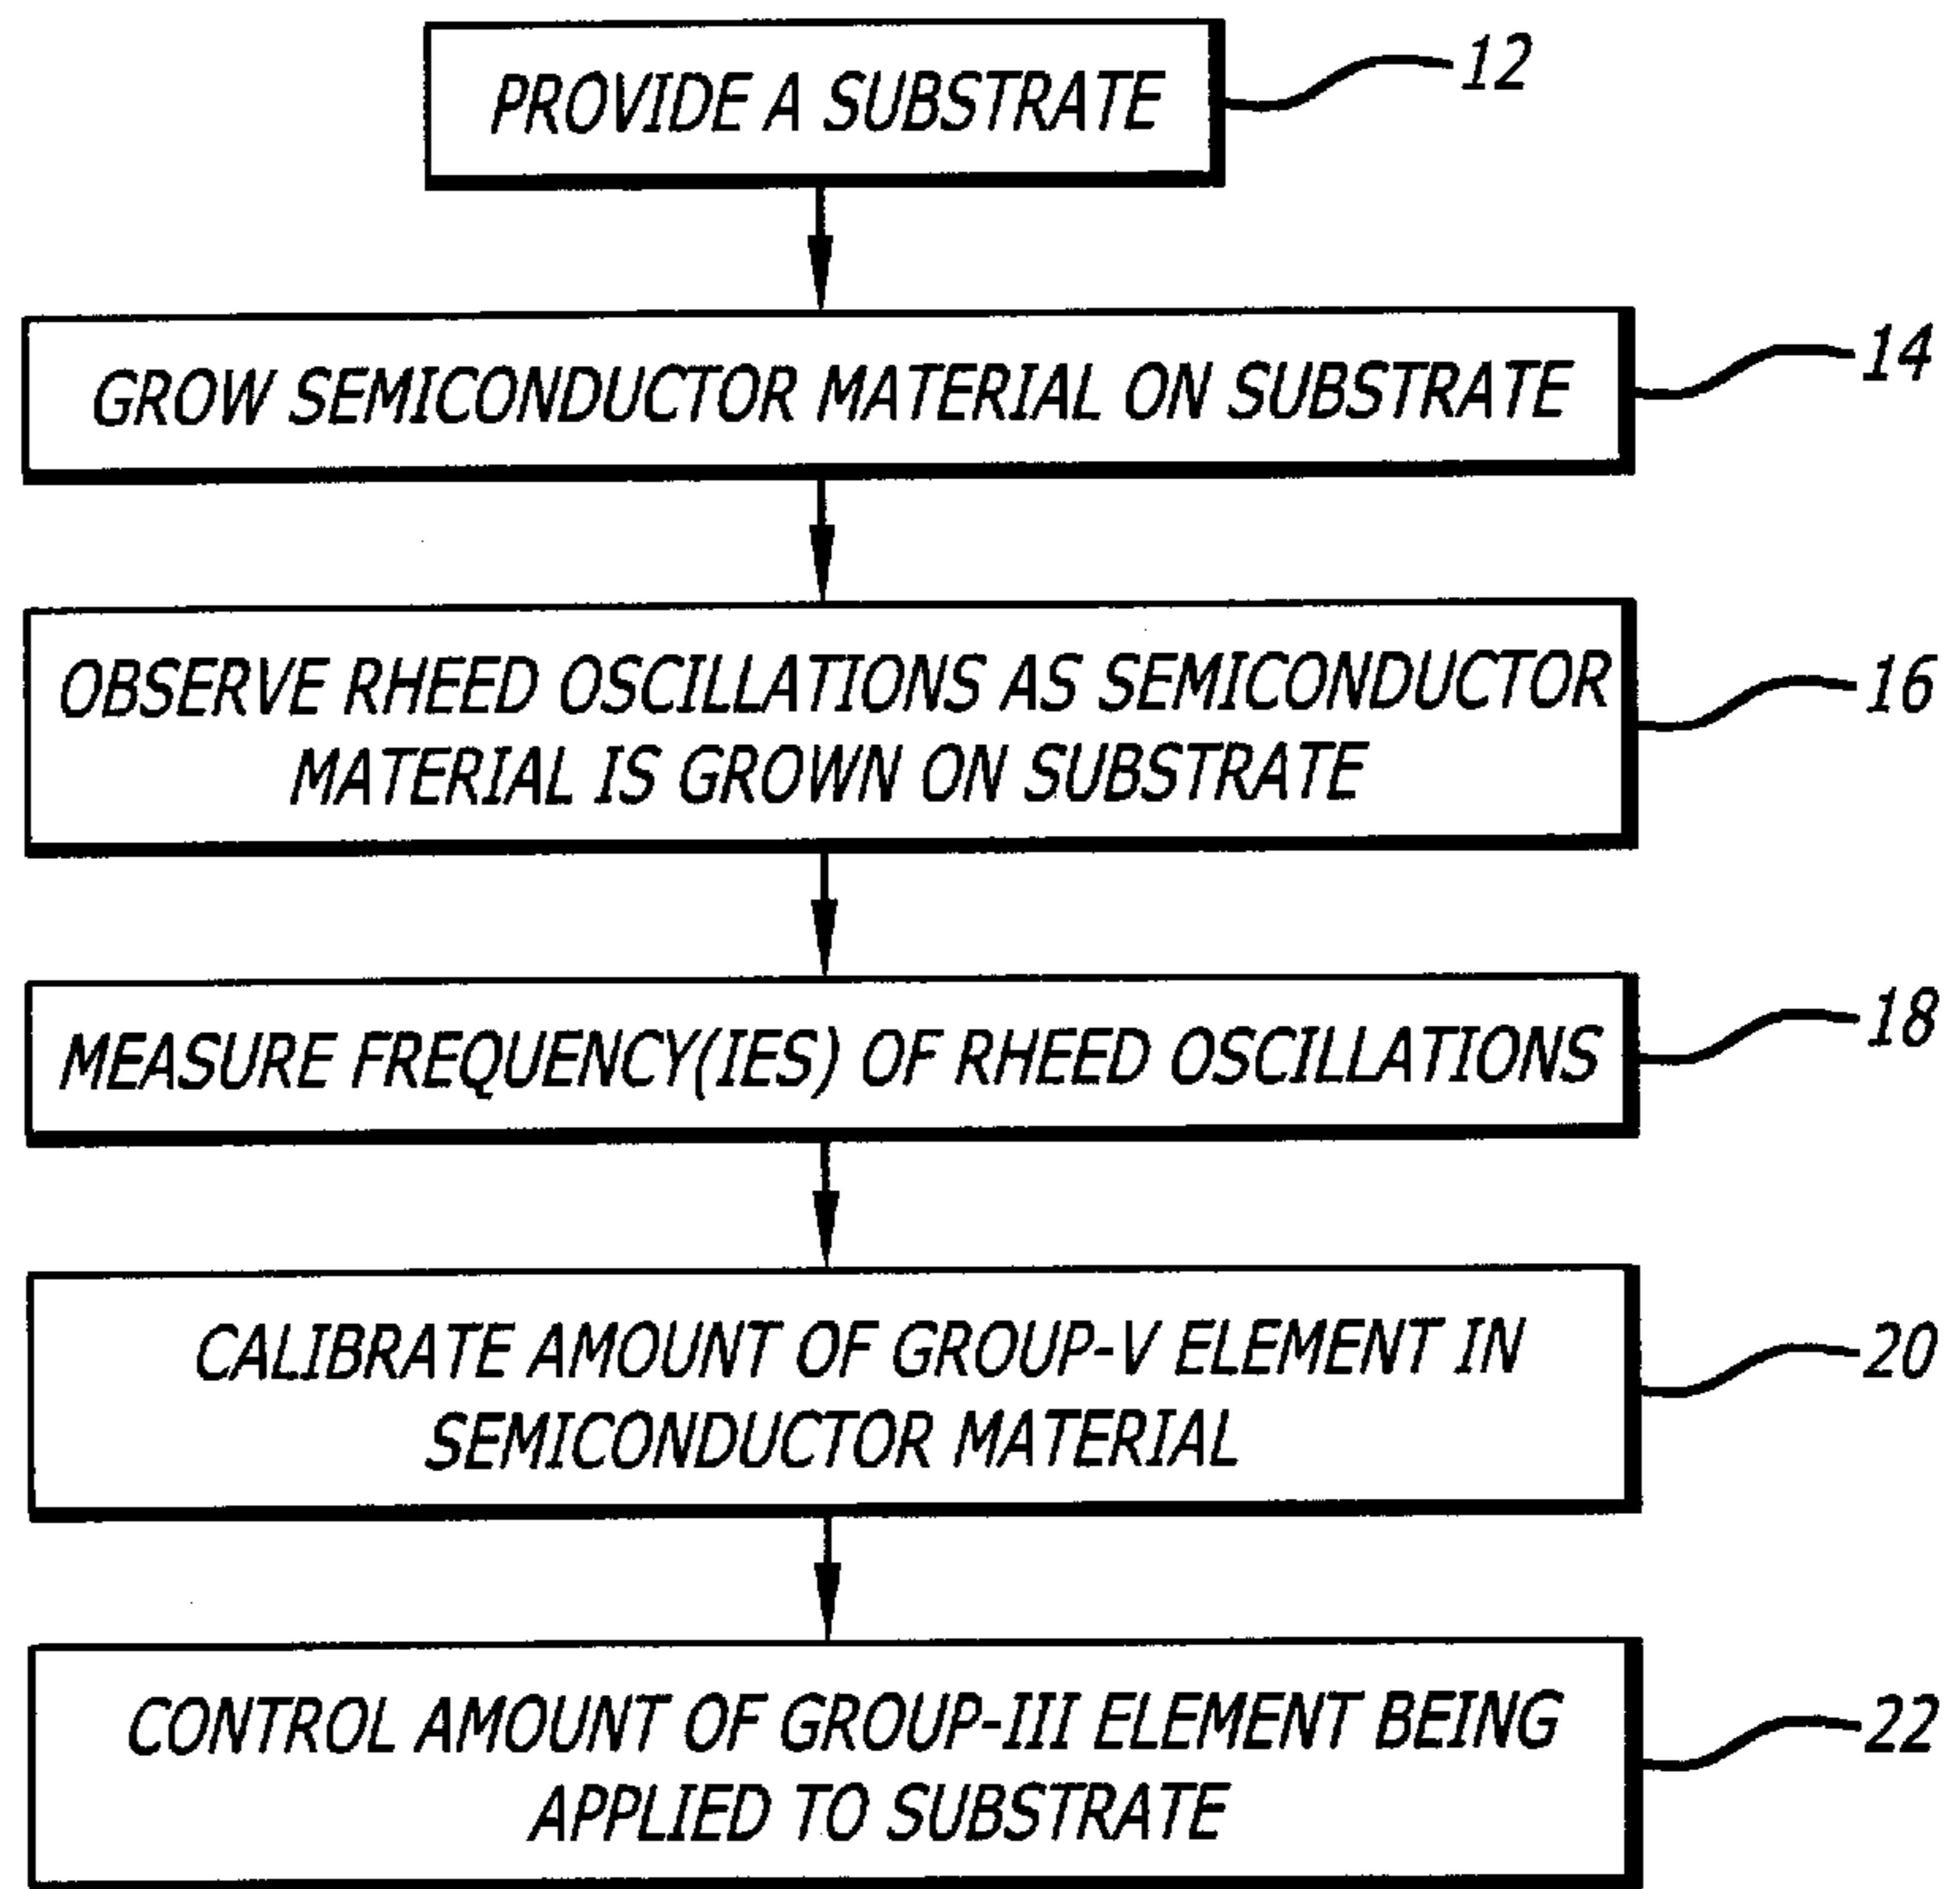 PROVIDE A SUBSTRATE
12
GROW SEMICONDUCTOR MATERIAL ON SUBSTRATE
14
OBSERVE RHEED OSCILLATIONS AS SEMICONDUCTOR
MATERIAL IS GROWN ON SUBSTRATE
16
MEASURE FREQUENCY(IES) OF RHEED OSCILLATIONS
18
CALIBRATE AMOUNT OF GROUP-V ELEMENT IN
SEMICONDUCTOR MATERIAL
20
CONTROL AMOUNT OF GROUP-III ELEMENT BEING
APPLIED TO SUBSTRATE
22